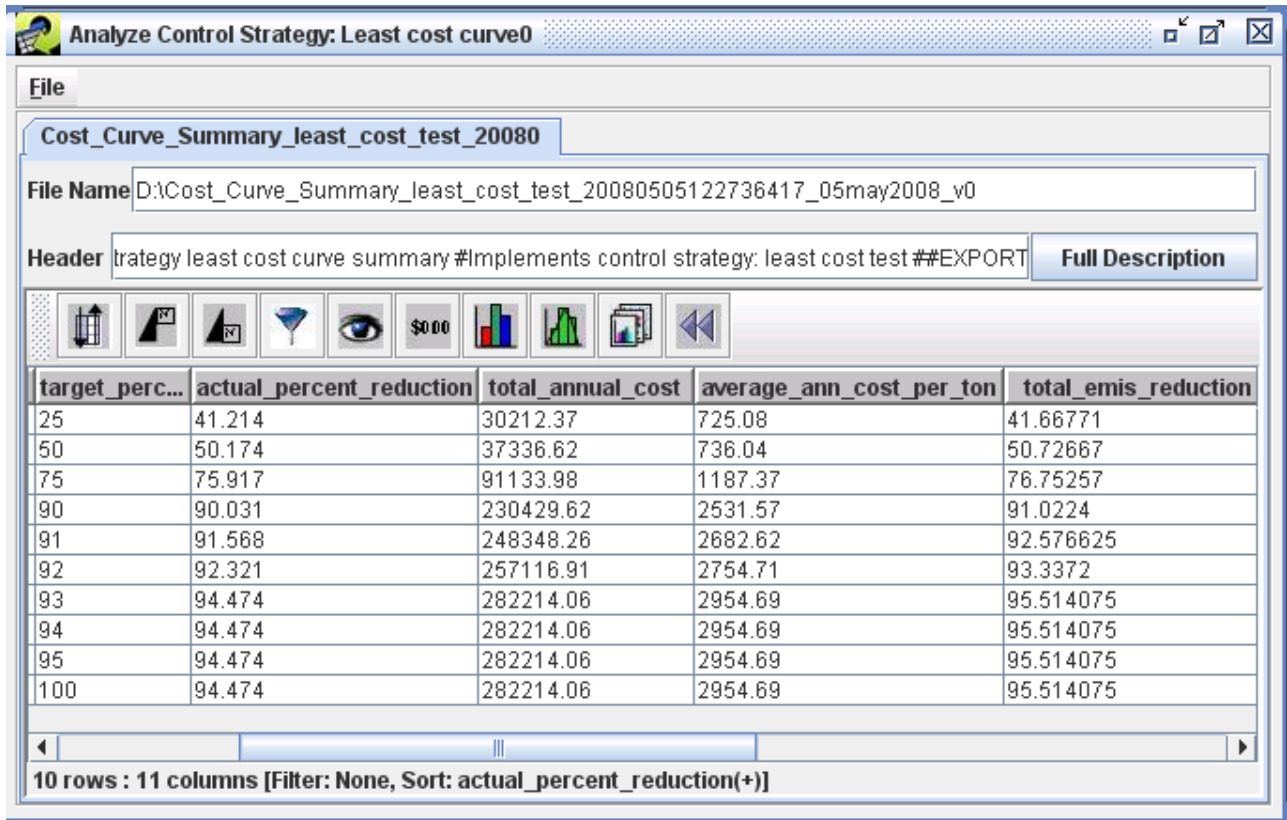 Analyze Control Strategy: Least cost curve0
File
Cost_Curve_Summary_least_cost_test_20080
File Name D:\Cost_Curve_Summary_least_cost_test_20080505122736417_05may2008_v0
Header trategy least cost curve summary #Implements control strategy: least cost test ##EXPORT Full Description
$0.00
target_perc... actual_percent_reduction total_annual_cost average_ann_cost_per_ton total_emis_reduction
25 41.214 30212.37 725.08 41.66771
50 50.174 37336.62 736.04 50.72667
75 75.917 91133.98 1187.37 76.75257
90 90.031 230429.62 2531.57 91.0224
91 91.568 248348.26 2682.62 92.576625
92 92.321 257116.91 2754.71 93.3372
93 94.474 282214.06 2954.69 95.514075
94 94.474 282214.06 2954.69 95.514075
95 94.474 282214.06 2954.69 95.514075
100 94.474 282214.06 2954.69 95.514075
10 rows : 11 columns [Filter: None, Sort: actual_percent_reduction(+)]